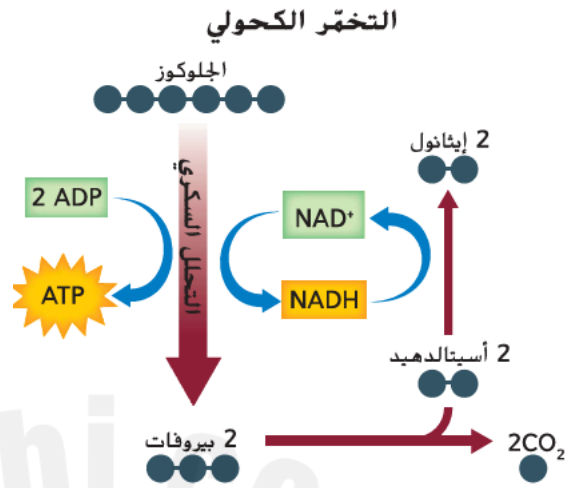 التخمّر الكحولي
الجلوكوز
2 إيثانول
2 ADP
التحلل السكري
NAD⁺
ATP
NADH
2 أسيتالدهيد
2 بيروفات
2CO₂